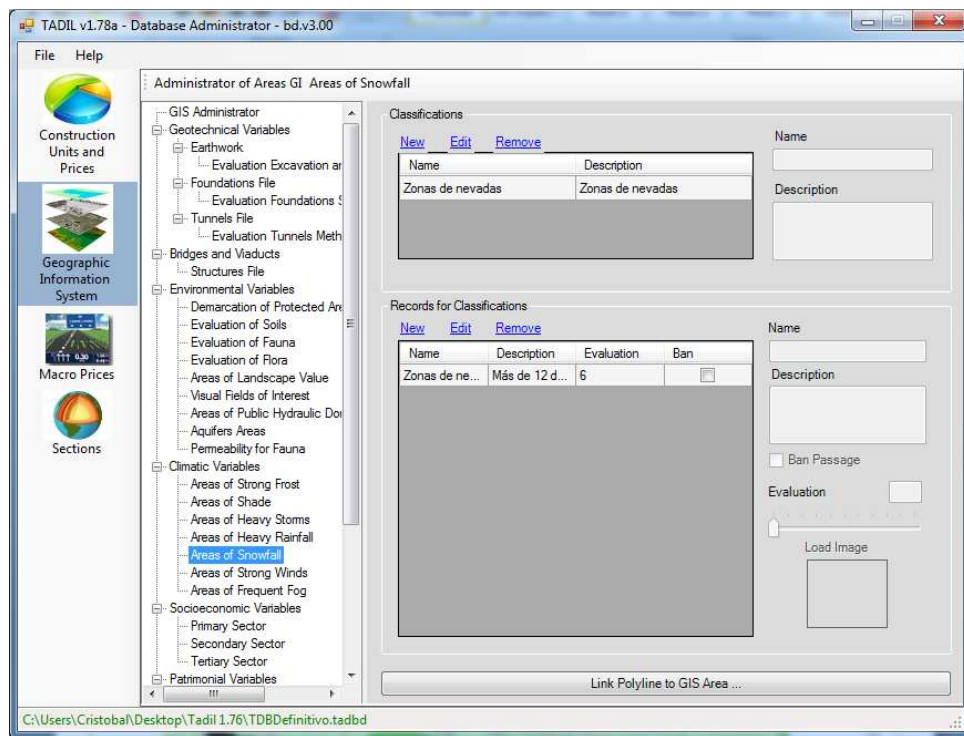 TADIL v1.78a - Database Administrator - bd.v3.00
File Help
Construction
Units and
Prices
Geographic
Information
System
Macro Prices
Sections
Administrator of Areas GI Areas of Snowfall
GIS Administrator
Geotechnical Variables
Earthwork
Evaluation Excavation ar
Foundations File
Evaluation Foundations S
Tunnels File
Evaluation Tunnels Meth
Bridges and Viaducts
Structures File
Environmental Variables
Demarcation of Protected Are
Evaluation of Soils
Evaluation of Fauna
Evaluation of Flora
Areas of Landscape Value
Visual Fields of Interest
Areas of Public Hydraulic Dor
Aquifers Areas
Permeability for Fauna
Climatic Variables
Areas of Strong Frost
Areas of Shade
Areas of Heavy Storms
Areas of Heavy Rainfall
Areas of Snowfall
Areas of Strong Winds
Areas of Frequent Fog
Socioeconomic Variables
Primary Sector
Secondary Sector
Tertiary Sector
Patrimonial Variables
Classifications
New Edit Remove
Name Description
Zonas de nevadas Zonas de nevadas
Name
Description
Records for Classifications
New Edit Remove
Name Description Evaluation Ban
Zonas de ne... Más de 12 d... 6
Name
Description
Ban Passage
Evaluation
Load Image
Link Polyline to GIS Area ...
C:\Users\Cristobal\Desktop\Tadil 1.76\TDBDefinitivo.tadbd